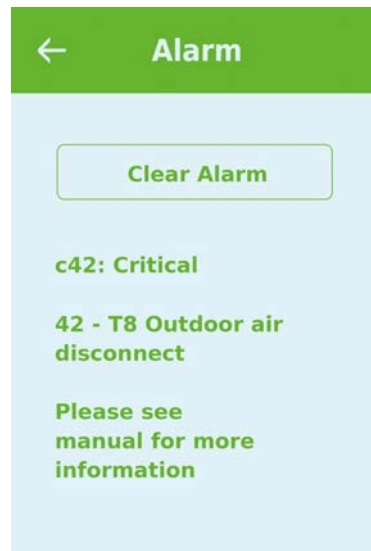 Alarm
Clear Alarm
c42: Critical
42 - T8 Outdoor air
disconnect
Please see
manual for more
information